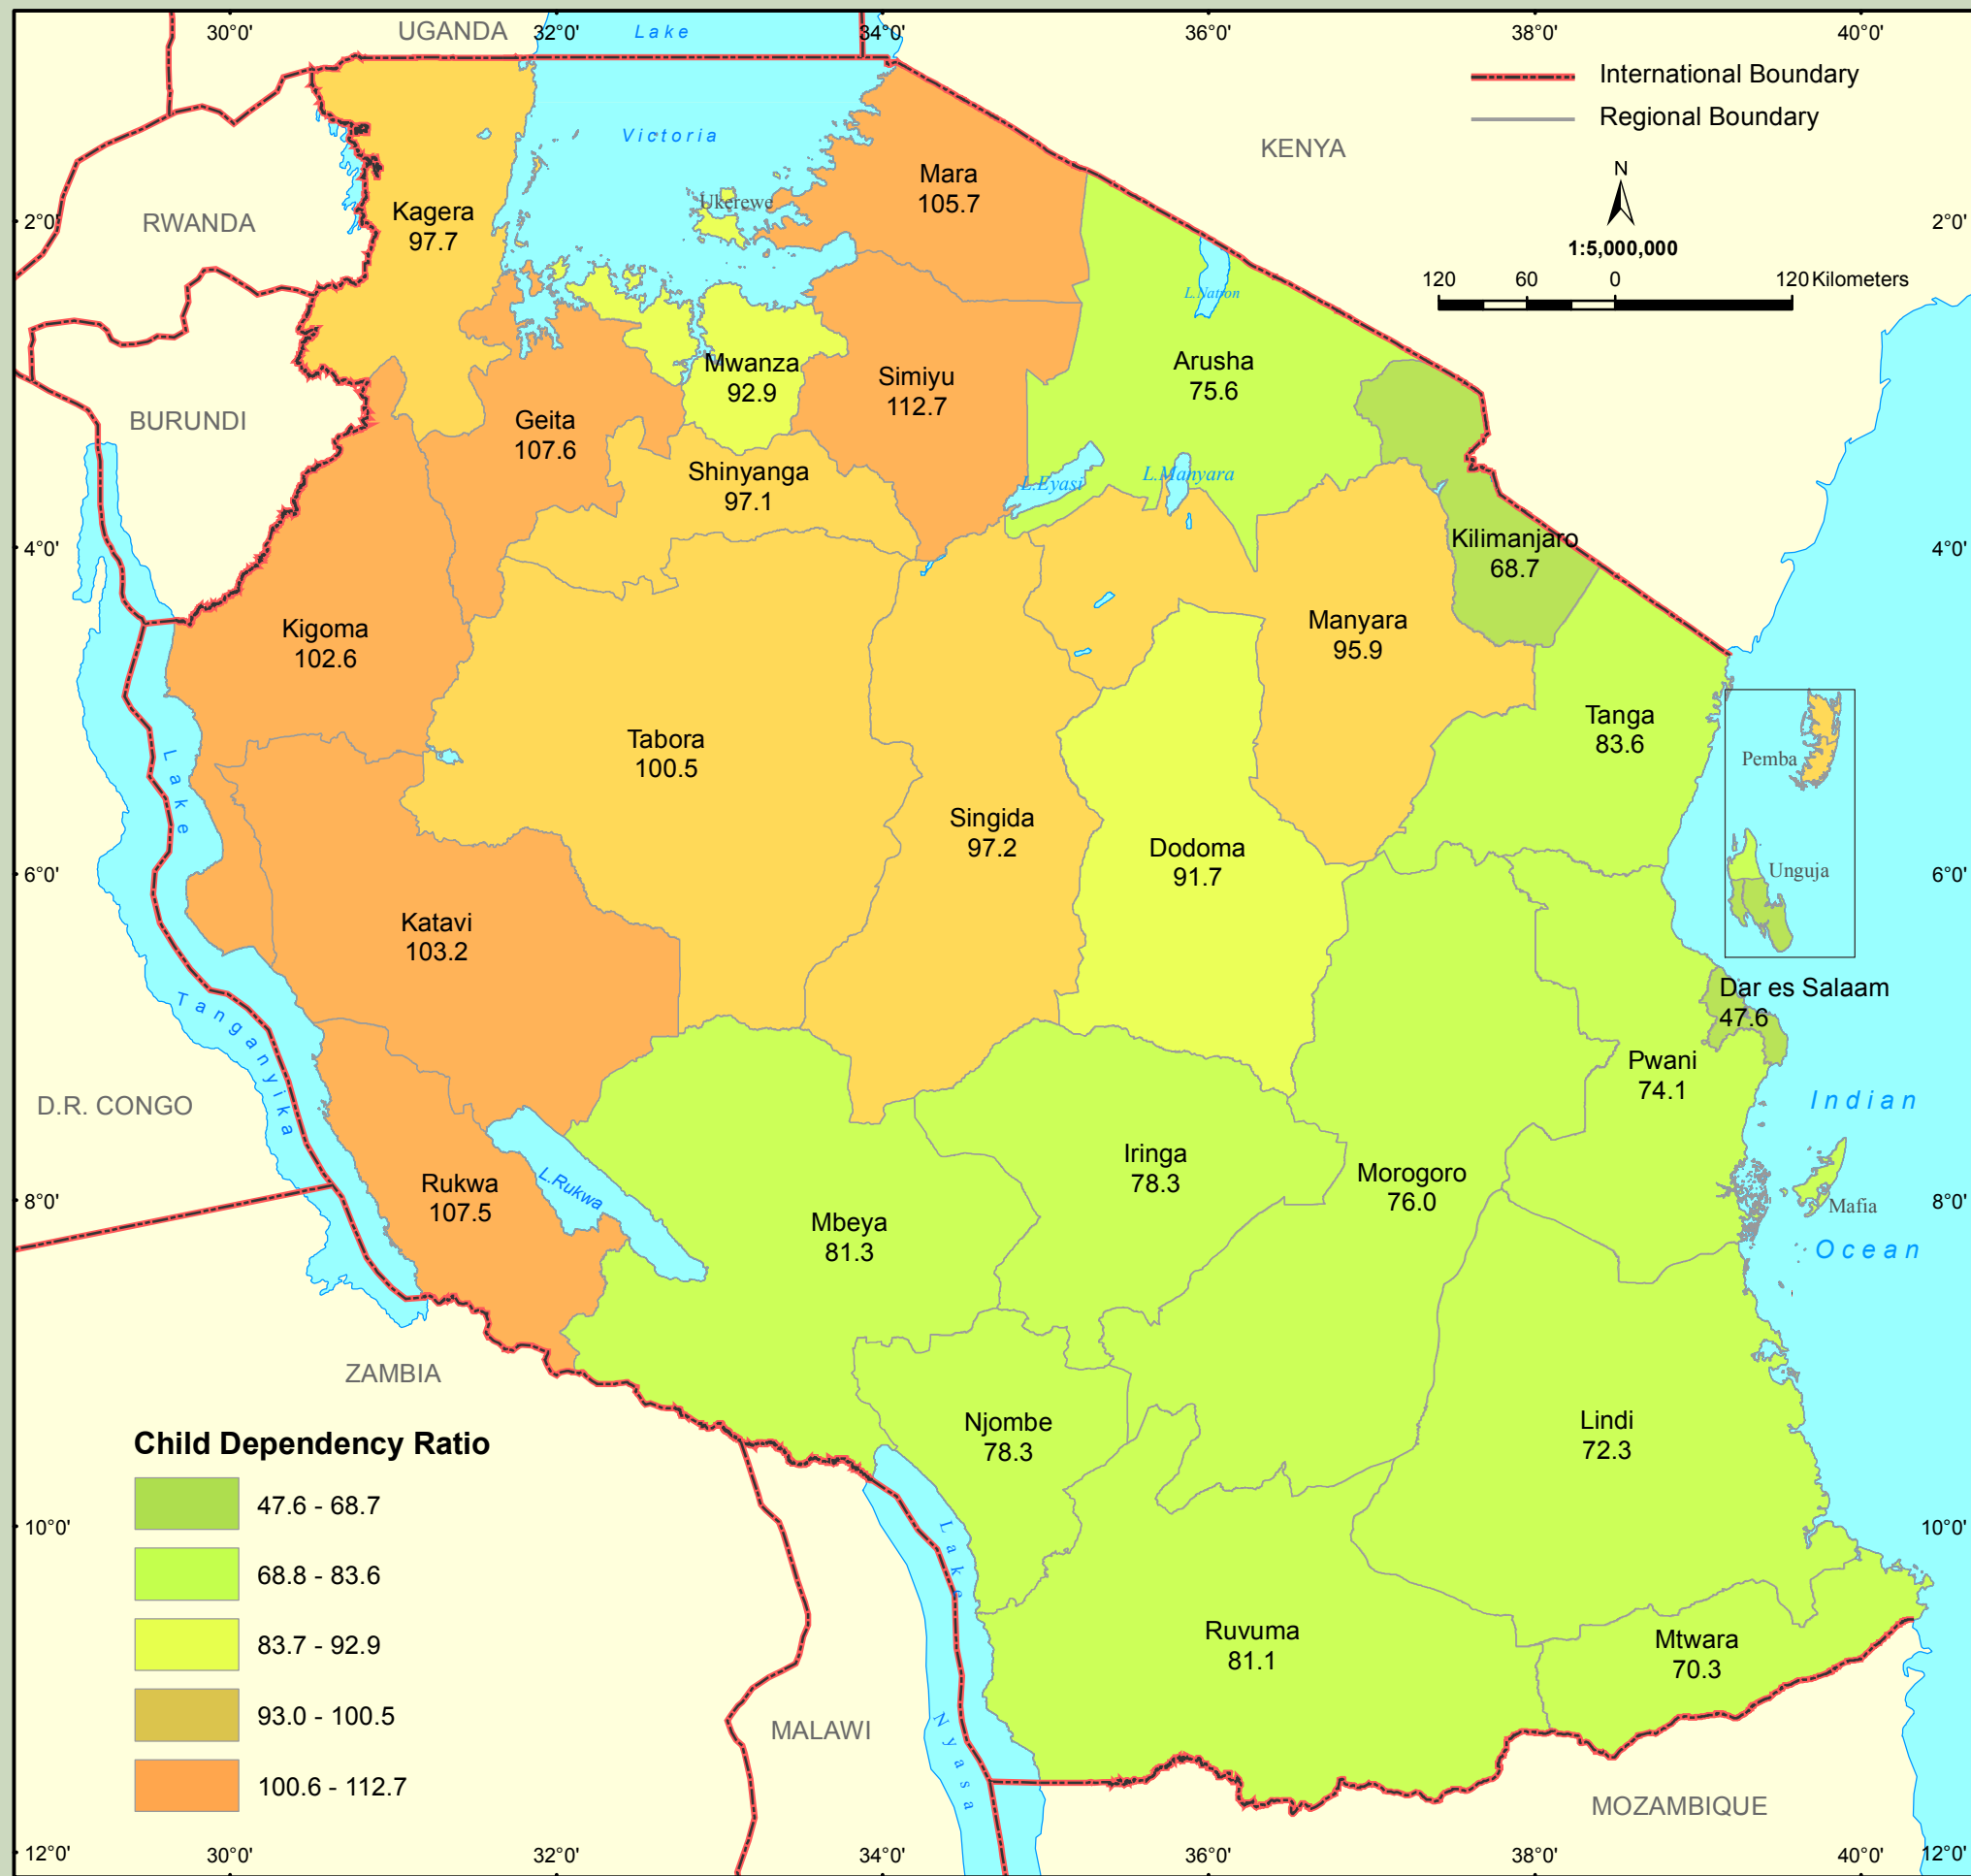 30°0'
UGANDA
32°0'
Lake
34°0'
36°0'
38°0'
40°0'
International Boundary
Regional Boundary
KENYA
Victoria
N
1:5,000,000
120
60
0
120 Kilometers
2°0'
RWANDA
Kagera
97.7
Ukerewe
Mara
105.7
2°0'
L.Natron
BURUNDI
Geita
107.6
Mwanza
92.9
Simiyu
112.7
Arusha
75.6
Shinyanga
97.1
L.Eyasi
L.Manyara
4°0'
Kilimanjaro
68.7
4°0'
Kigoma
102.6
Manyara
95.9
Tabora
100.5
Tanga
83.6
Pemba
Lake
Singida
97.2
Dodoma
91.7
6°0'
Unguja
6°0'
Katavi
103.2
Dar es Salaam
47.6
Tanganyika
Pwani
74.1
D.R. CONGO
Indian
Iringa
78.3
Morogoro
76.0
Rukwa
107.5
L.Rukwa
8°0'
Mbeya
81.3
Mafia
8°0'
Ocean
ZAMBIA
Njombe
78.3
Lindi
72.3
Child Dependency Ratio
47.6 - 68.7
68.8 - 83.6
83.7 - 92.9
93.0 - 100.5
100.6 - 112.7
10°0'
10°0'
Lake
Nyasa
Ruvuma
81.1
Mtwara
70.3
MALAWI
MOZAMBIQUE
12°0'
30°0'
32°0'
34°0'
36°0'
38°0'
40°0'
12°0'